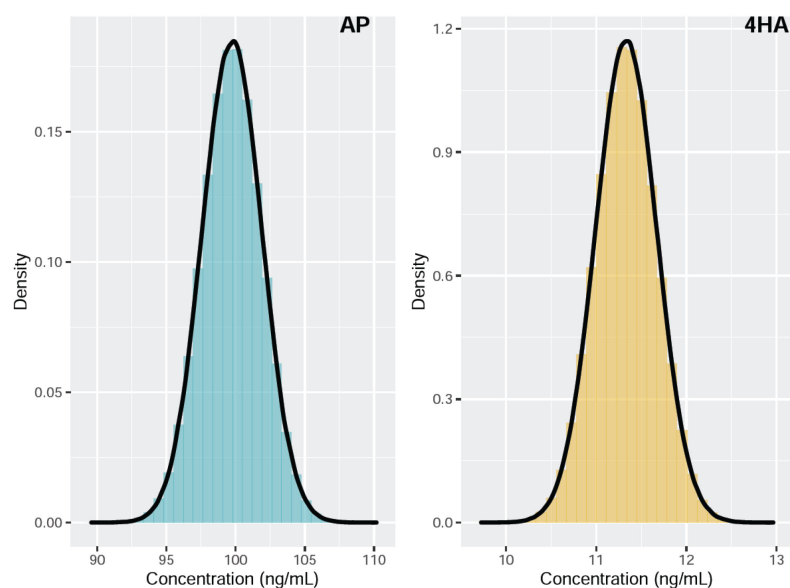 AP
Density
0.15
0.10
0.05
0.00
90 95 100 105 110
Concentration (ng/mL)
4HA
Density
1.2
0.9
0.6
0.3
0.0
10 11 12 13
Concentration (ng/mL)